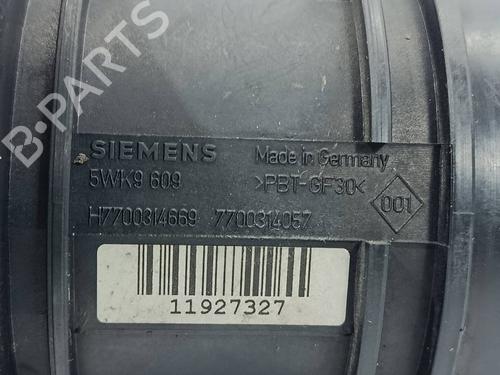 B-PARTS
SIEMENS Made in Germany
5WK9 609 >PBT-GF30<
001
H7700314669 7700314057
11927327